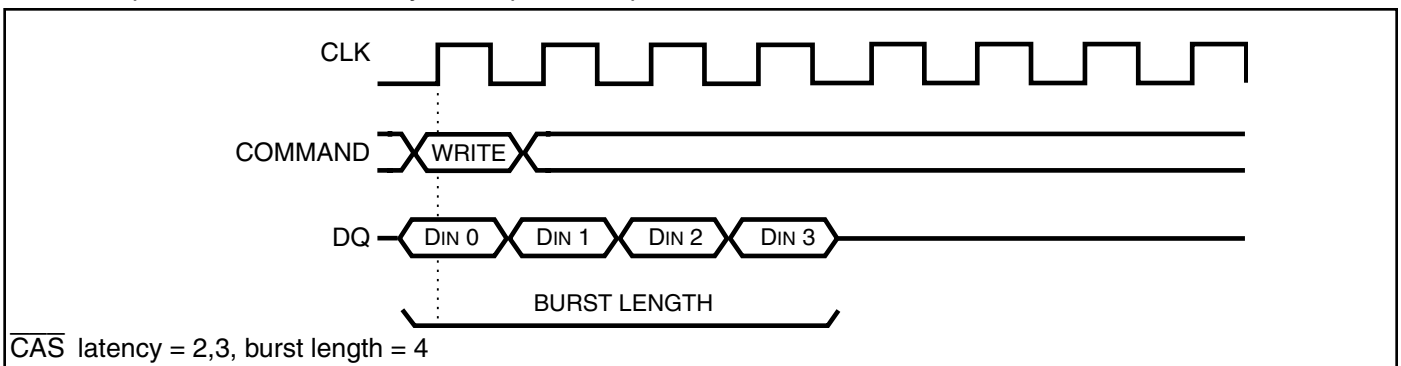 CLK
COMMAND WRITE
DQ DIN 0 DIN 1 DIN 2 DIN 3
BURST LENGTH
CAS latency = 2,3, burst length = 4